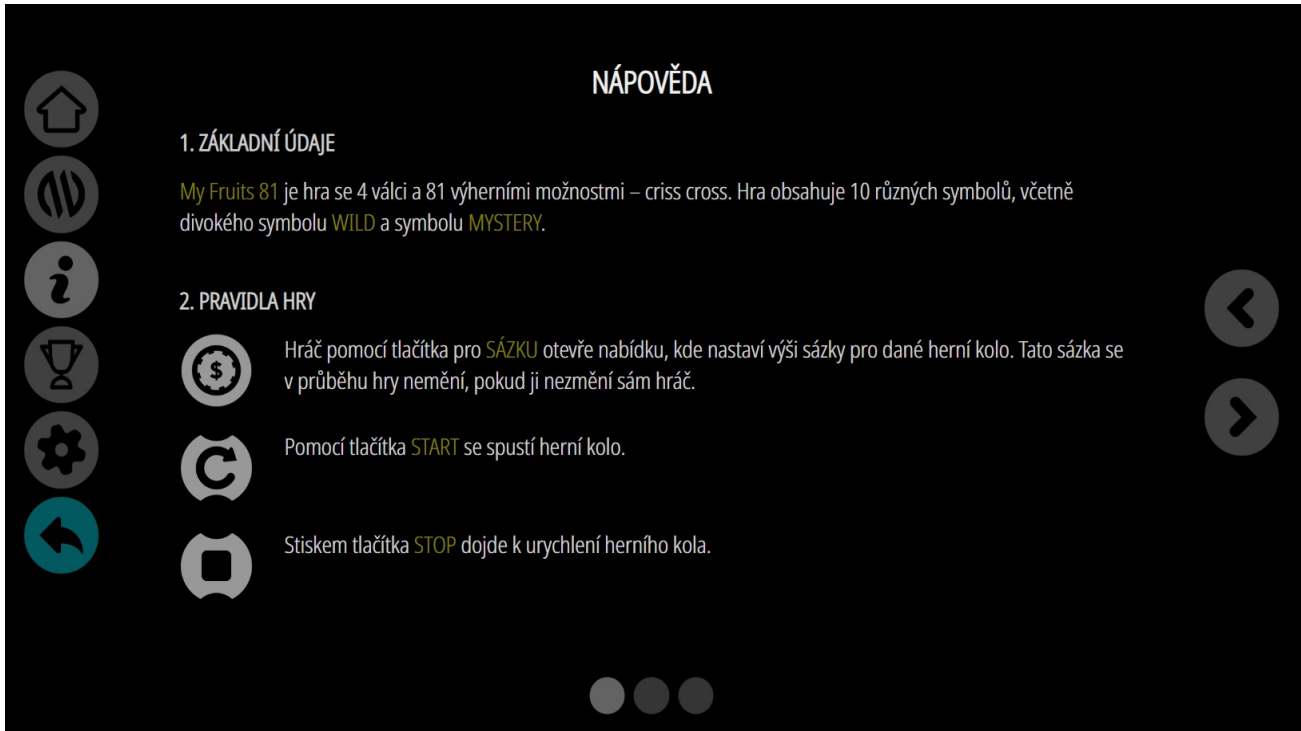 NÁPOVĚDA
1. ZÁKLADNÍ ÚDAJE
My Fruits 81 je hra se 4 válci a 81 výherními možnostmi – criss cross. Hra obsahuje 10 různých symbolů, včetně
divokého symbolu WILD a symbolu MYSTERY.
2. PRAVIDLA HRY
Hráč pomocí tlačítka pro SÁZKU otevře nabídku, kde nastaví výši sázky pro dané herní kolo. Tato sázka se
v průběhu hry nemění, pokud ji nezmění sám hráč.
Pomocí tlačítka START se spustí herní kolo.
Stiskem tlačítka STOP dojde k urychlení herního kola.